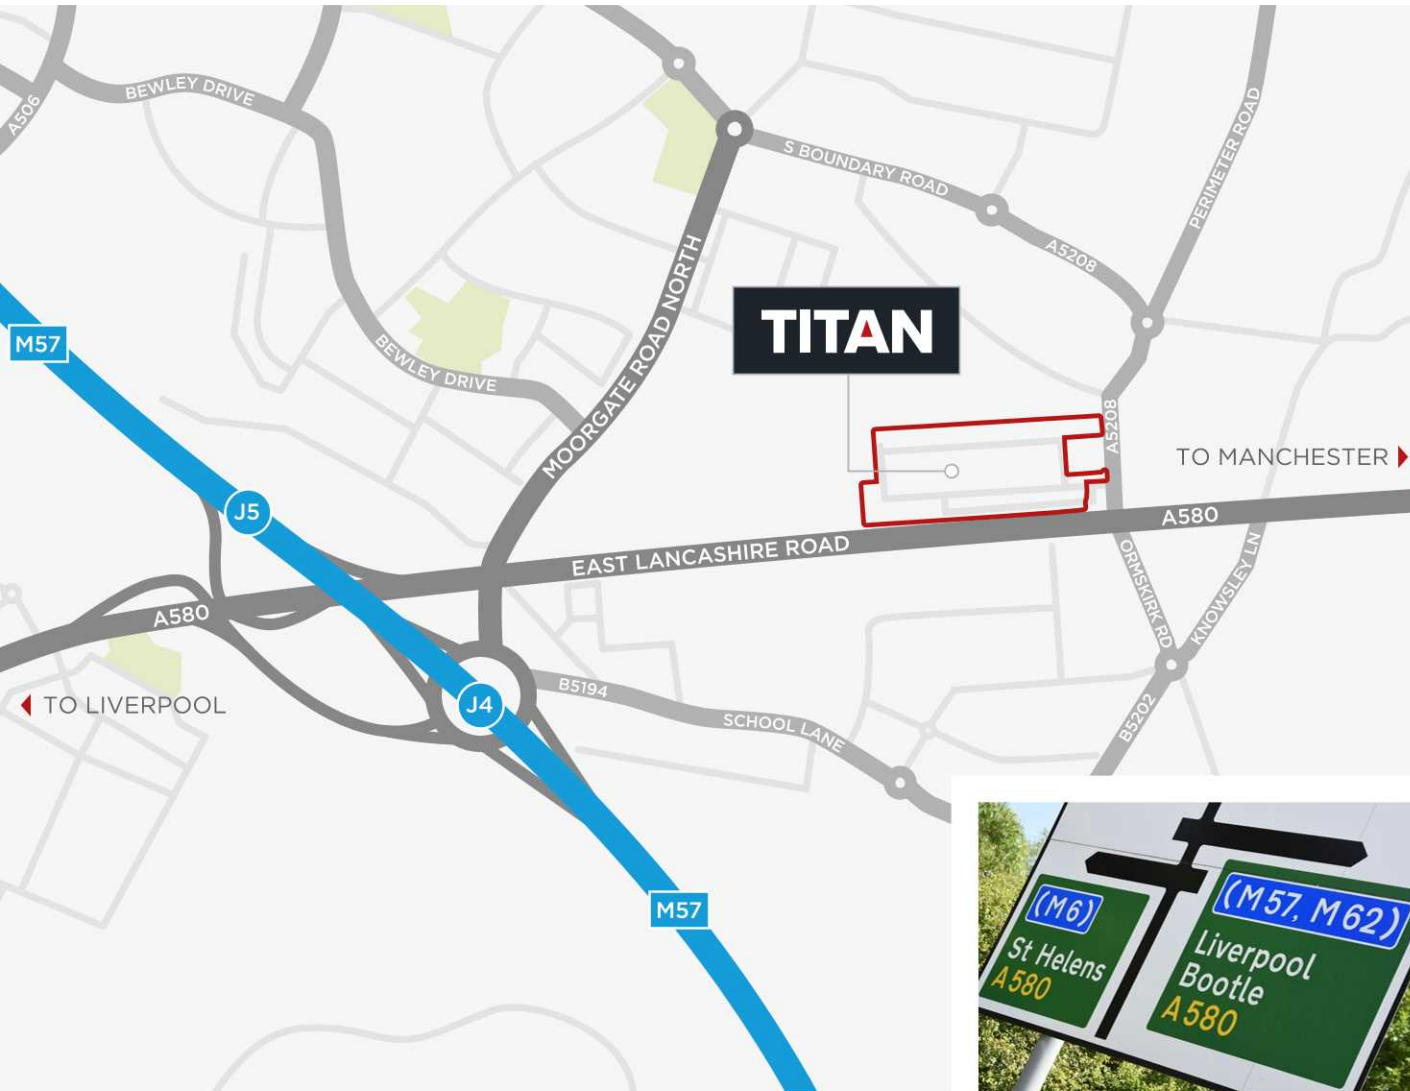 A506
BEWLEY DRIVE
S BOUNDARY ROAD
PERIMETER ROAD
A5208
MOORGATE ROAD NORTH
TITAN
M57
BEWLEY DRIVE
A5208
TO MANCHESTER
J5
A580
EAST LANCASHIRE ROAD
ORMSKIRK RD
KNOWSLEY LN
A580
TO LIVERPOOL
J4
B5194
SCHOOL LANE
B5202
M57
(M6)
St Helens
A580
(M57, M62)
Liverpool
Bootle
A580